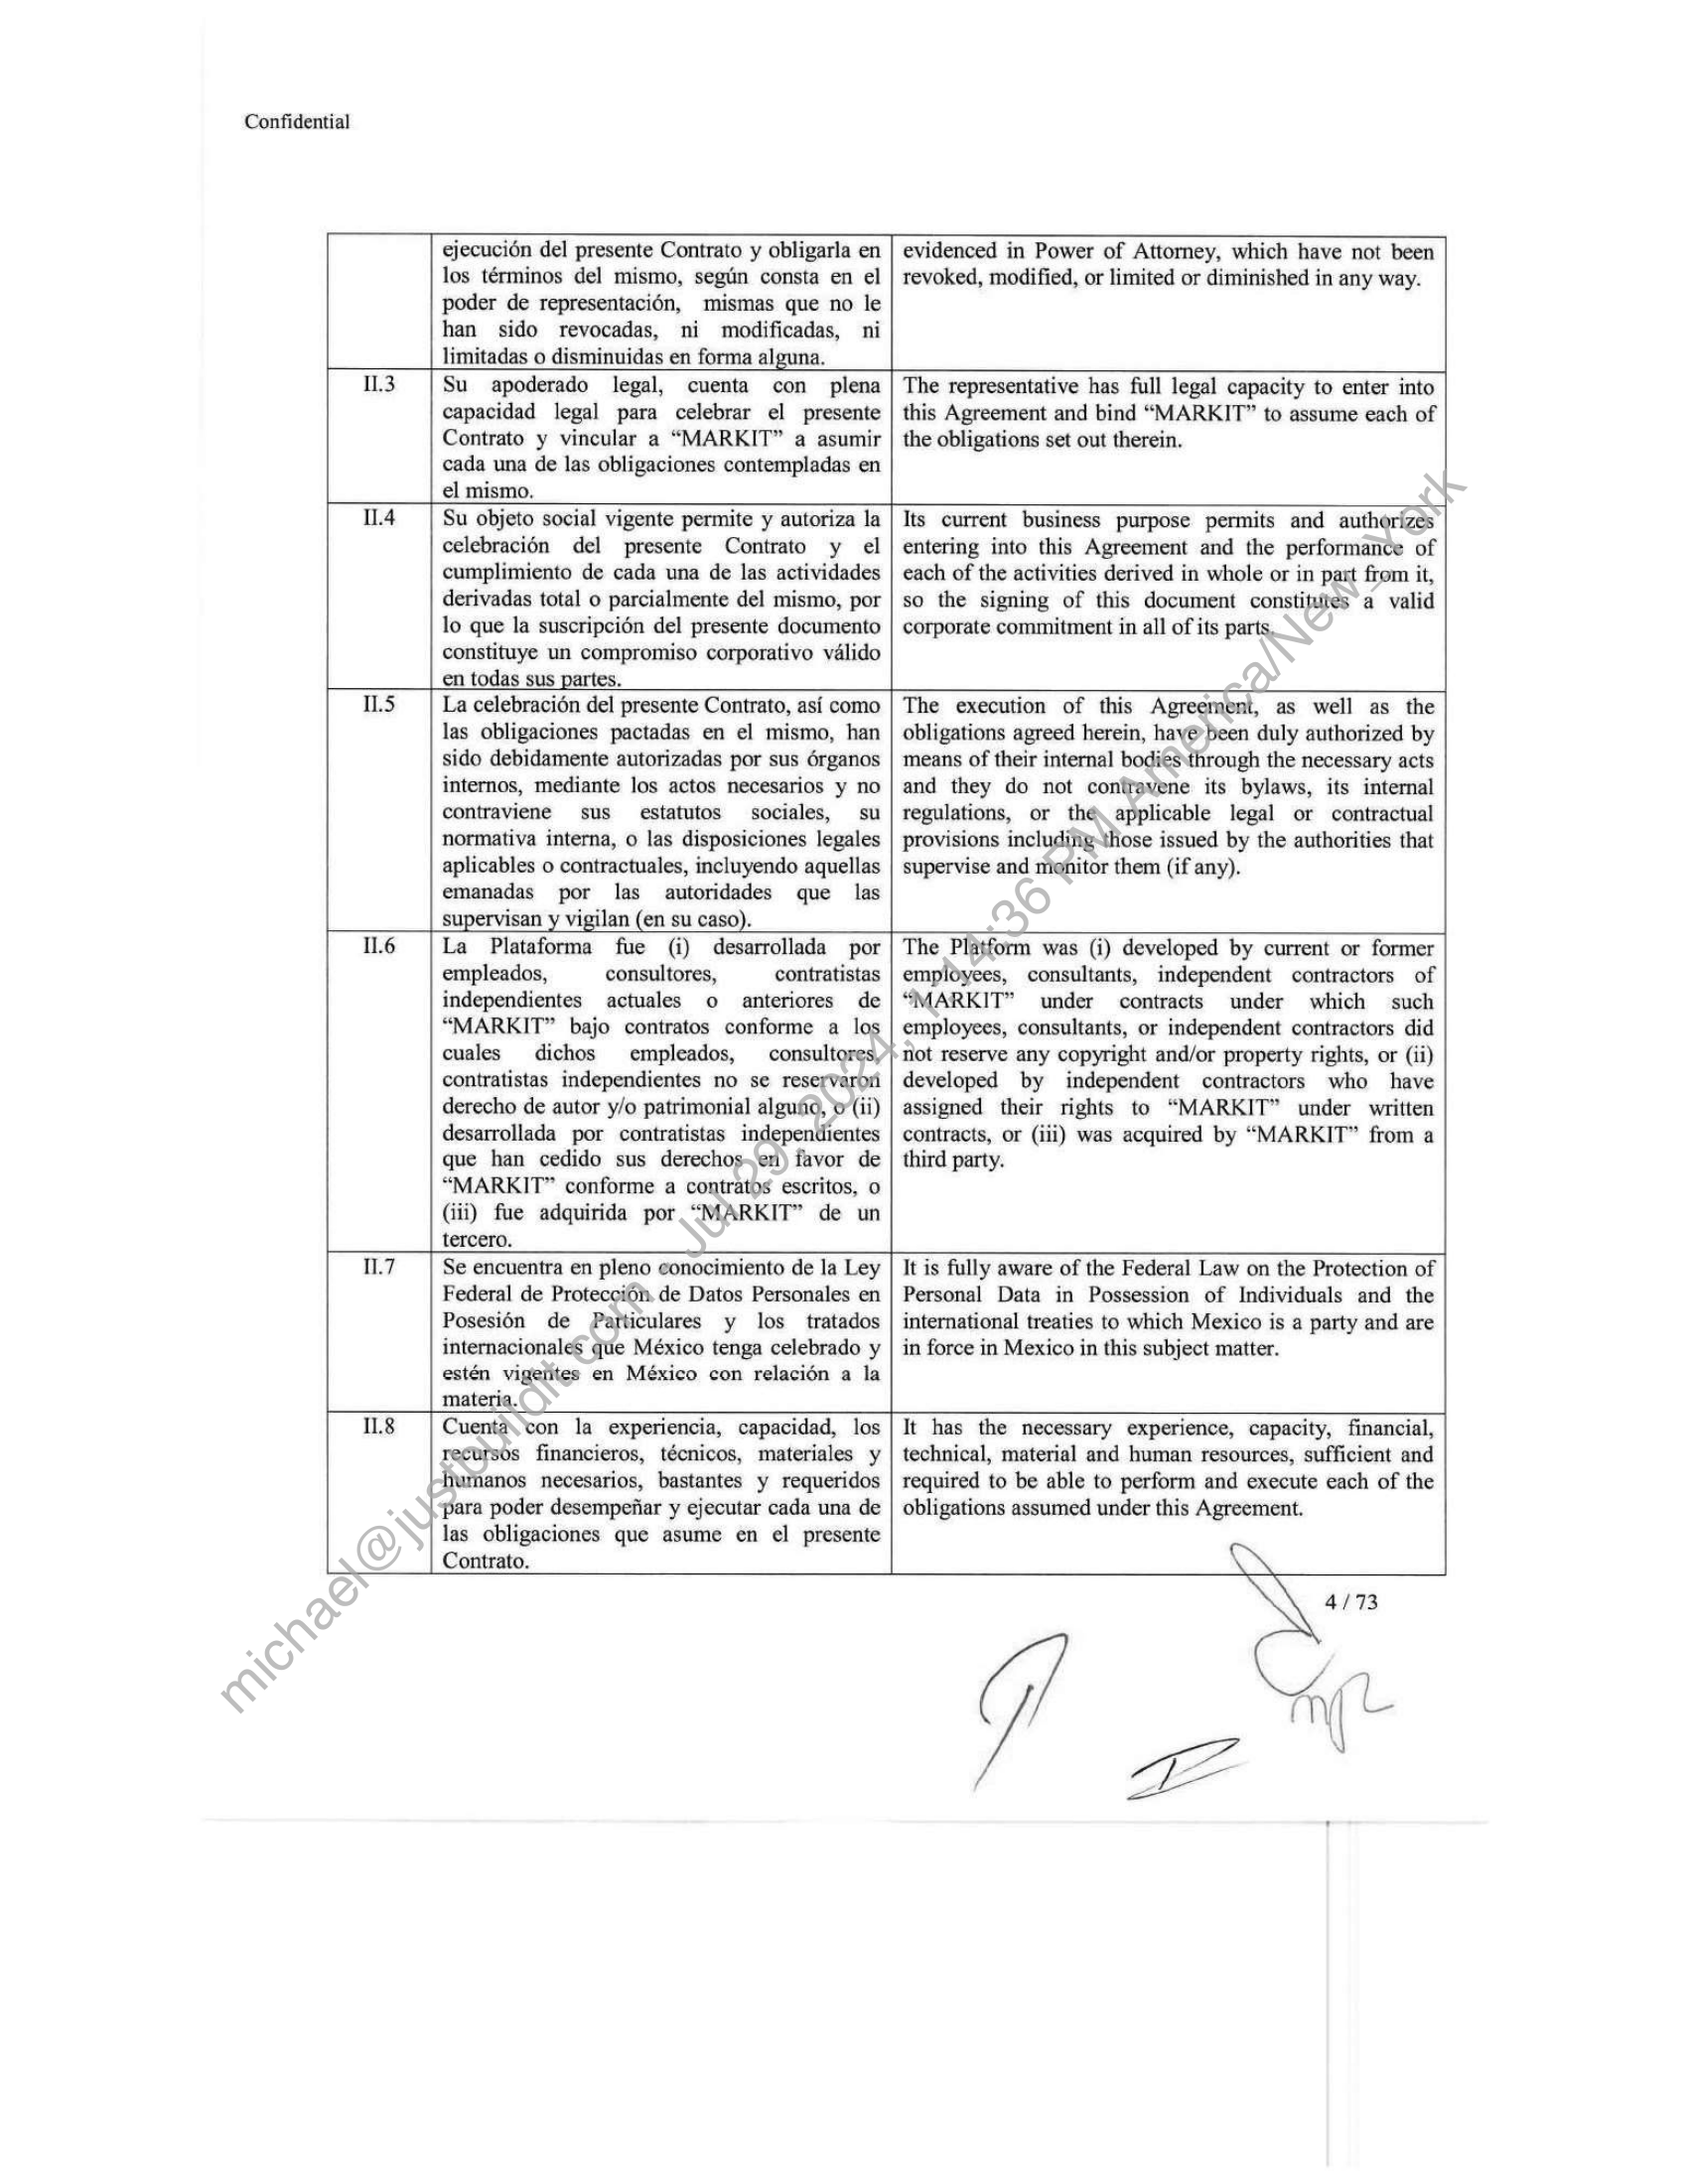 Confidential
ejecución del presente Contrato y obligarla en
los términos del mismo, según consta en el
poder de representación, mismas que no le
han sido revocadas, ni modificadas, ni
limitadas o disminuidas en forma alguna.
evidenced in Power of Attorney, which have not been
revoked, modified, or limited or diminished in any way.
II.3
Su apoderado legal, cuenta con plena
capacidad legal para celebrar el presente
Contrato y vincular a “MARKIT” a asumir
cada una de las obligaciones contempladas en
el mismo.
The representative has full legal capacity to enter into
this Agreement and bind “MARKIT” to assume each of
the obligations set out therein.
II.4
Su objeto social vigente permite y autoriza la
celebración del presente Contrato y el
cumplimiento de cada una de las actividades
derivadas total o parcialmente del mismo, por
lo que la suscripción del presente documento
constituye un compromiso corporativo válido
en todas sus partes.
Its current business purpose permits and authorizes
entering into this Agreement and the performance of
each of the activities derived in whole or in part from it,
so the signing of this document constitutes a valid
corporate commitment in all of its parts.
II.5
La celebración del presente Contrato, así como
las obligaciones pactadas en el mismo, han
sido debidamente autorizadas por sus órganos
internos, mediante los actos necesarios y no
contraviene sus estatutos sociales, su
normativa interna, o las disposiciones legales
aplicables o contractuales, incluyendo aquellas
emanadas por las autoridades que las
supervisan y vigilan (en su caso).
The execution of this Agreement, as well as the
obligations agreed herein, have been duly authorized by
means of their internal bodies through the necessary acts
and they do not contravene its bylaws, its internal
regulations, or the applicable legal or contractual
provisions including those issued by the authorities that
supervise and monitor them (if any).
II.6
La Plataforma fue (i) desarrollada por
empleados, consultores, contratistas
independientes actuales o anteriores de
“MARKIT” bajo contratos conforme a los
cuales dichos empleados, consultores,
contratistas independientes no se reservaron
derecho de autor y/o patrimonial alguno, o (ii)
desarrollada por contratistas independientes
que han cedido sus derechos en favor de
“MARKIT” conforme a contratos escritos, o
(iii) fue adquirida por “MARKIT” de un
tercero.
The Platform was (i) developed by current or former
employees, consultants, independent contractors of
“MARKIT” under contracts under which such
employees, consultants, or independent contractors did
not reserve any copyright and/or property rights, or (ii)
developed by independent contractors who have
assigned their rights to “MARKIT” under written
contracts, or (iii) was acquired by “MARKIT” from a
third party.
II.7
Se encuentra en pleno conocimiento de la Ley
Federal de Protección de Datos Personales en
Posesión de Particulares y los tratados
internacionales que México tenga celebrado y
estén vigentes en México con relación a la
materia.
It is fully aware of the Federal Law on the Protection of
Personal Data in Possession of Individuals and the
international treaties to which Mexico is a party and are
in force in Mexico in this subject matter.
II.8
Cuenta con la experiencia, capacidad, los
recursos financieros, técnicos, materiales y
humanos necesarios, bastantes y requeridos
para poder desempeñar y ejecutar cada una de
las obligaciones que asume en el presente
Contrato.
It has the necessary experience, capacity, financial,
technical, material and human resources, sufficient and
required to be able to perform and execute each of the
obligations assumed under this Agreement.
4 / 73
michael@justbuildit.com - Jul 29, 2024, 1:14:36 PM America/New_York